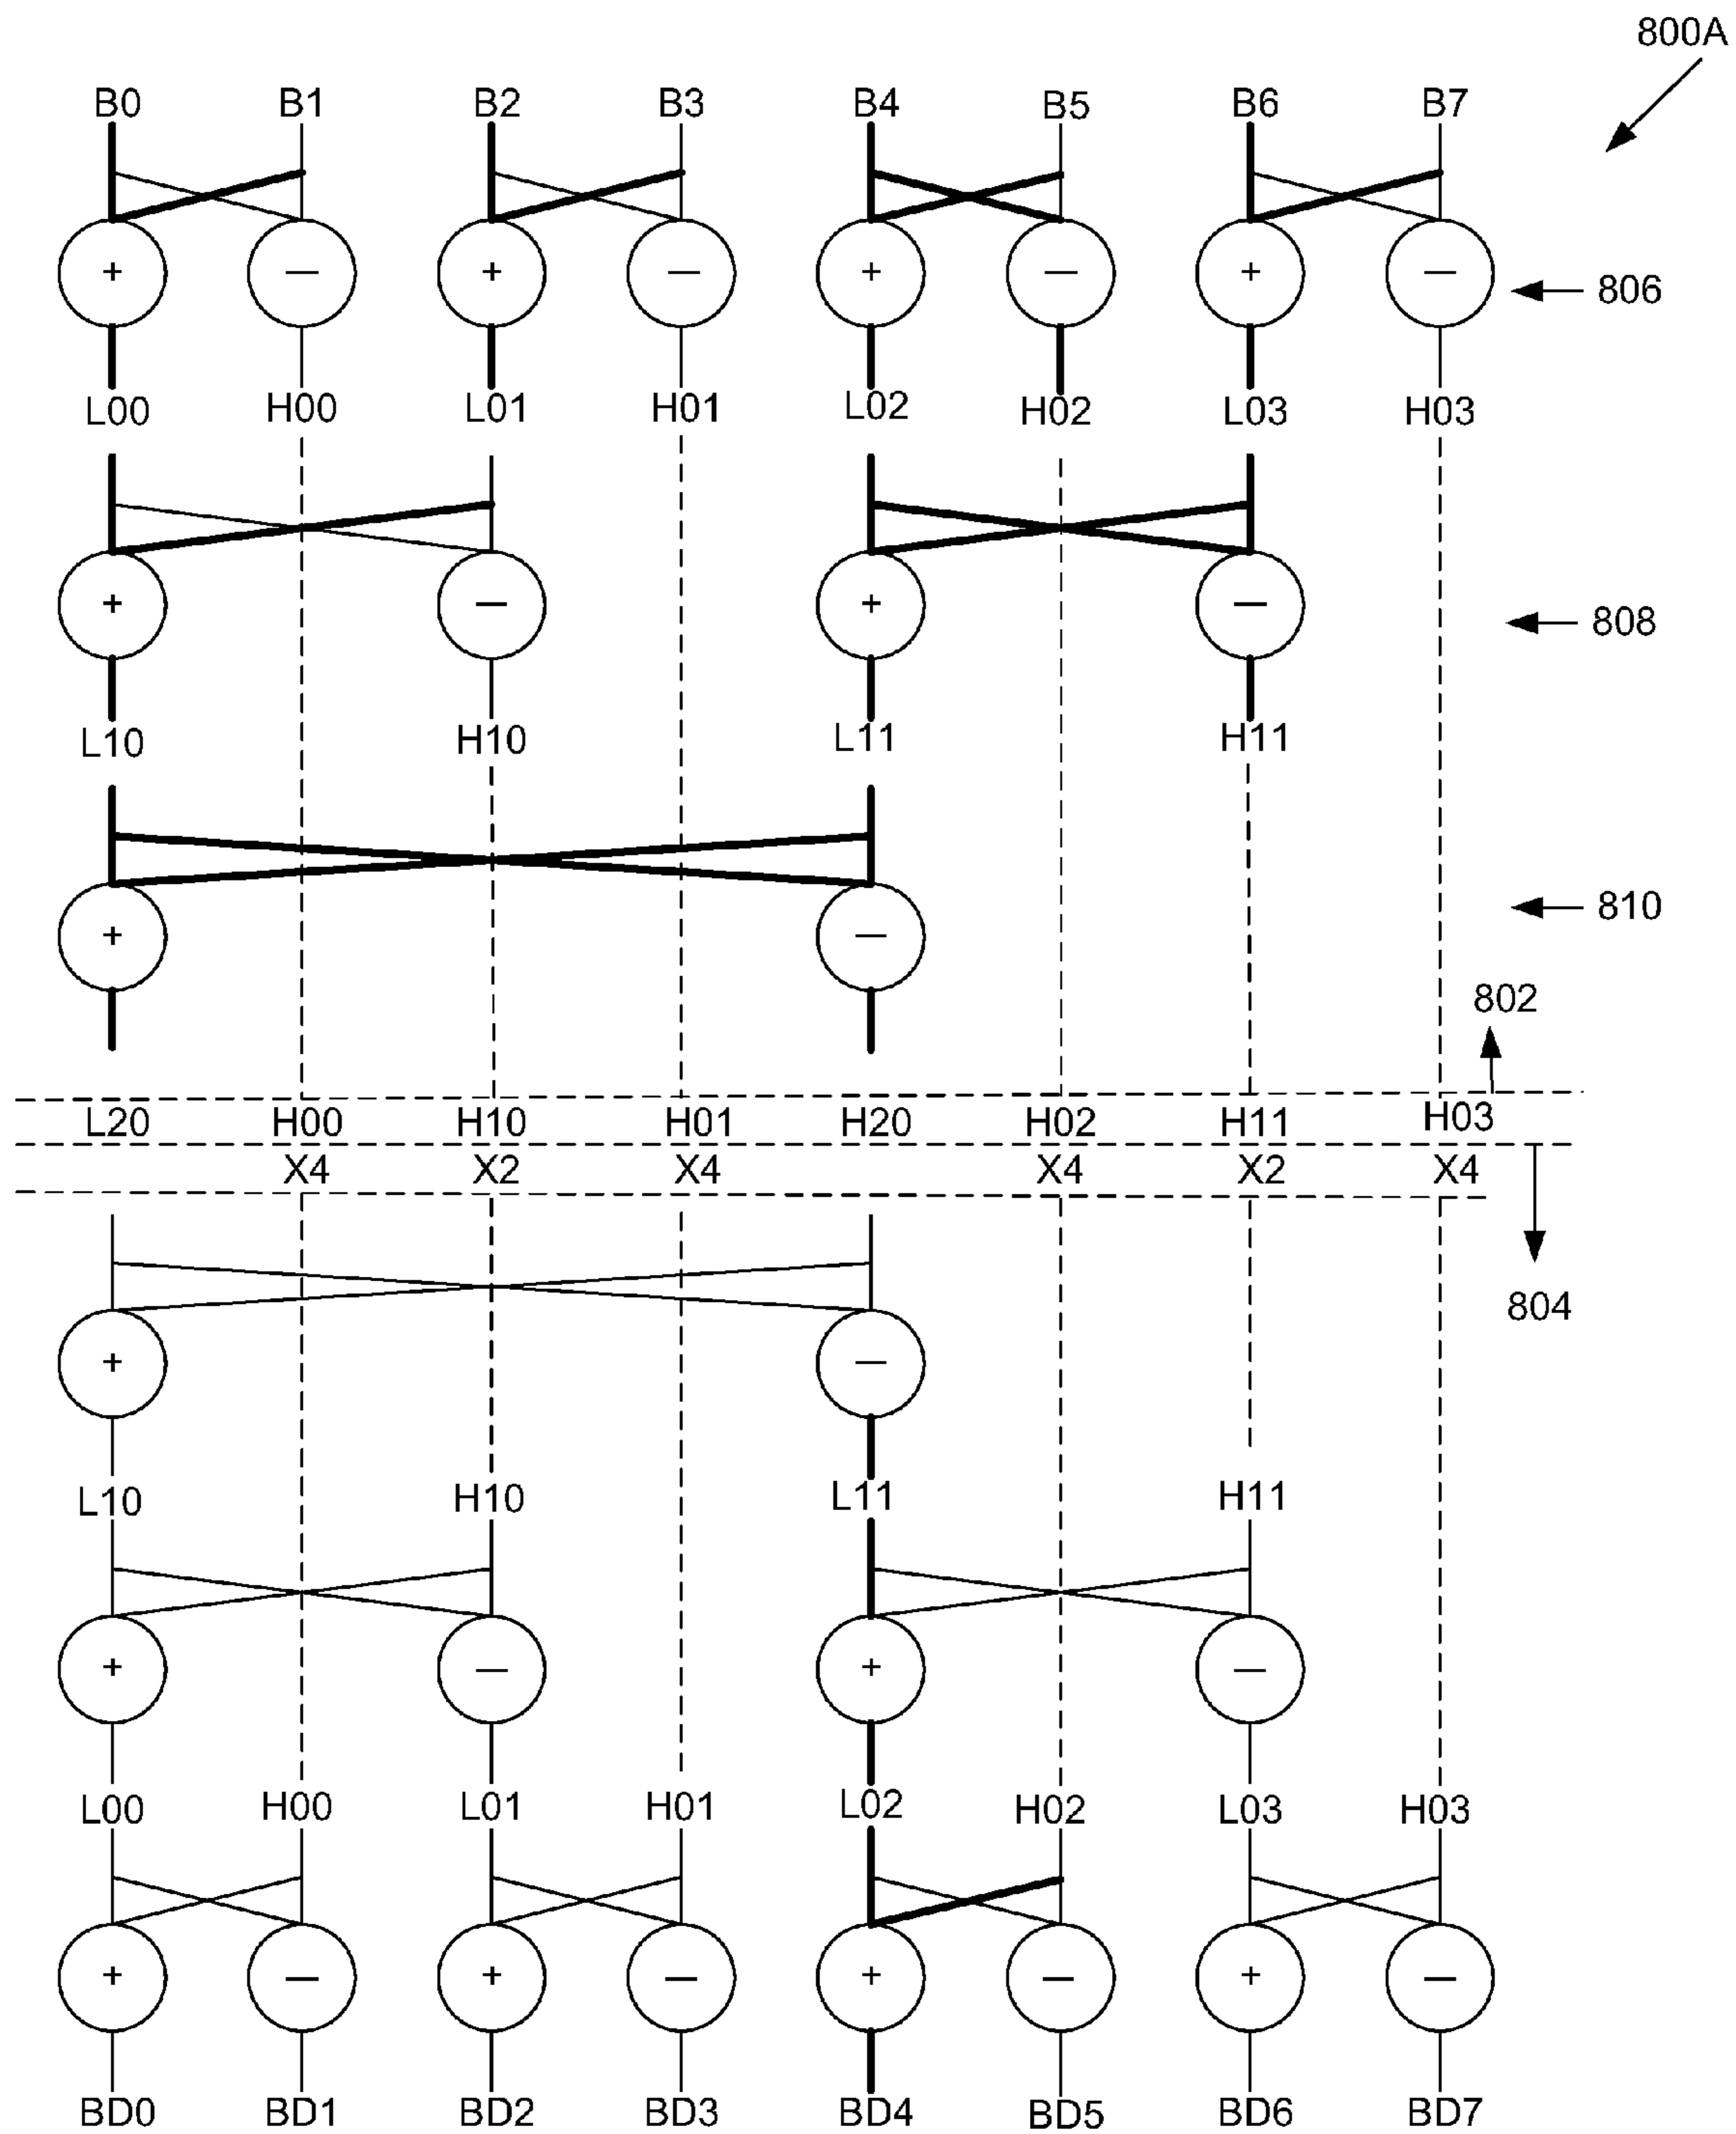 800A
B0 B1 B2 B3 B4 B5 B6 B7
+ — + — + — + —
806
L00 H00 L01 H01 L02 H02 L03 H03
+ — + —
808
L10 H10 L11 H11
+ —
810
802
L20 H00 H10 H01 H20 H02 H11 H03
X4 X2 X4 X4 X2 X4
804
+ —
L10 H10 L11 H11
+ — + —
L00 H00 L01 H01 L02 H02 L03 H03
+ — + — + — + —
BD0 BD1 BD2 BD3 BD4 BD5 BD6 BD7